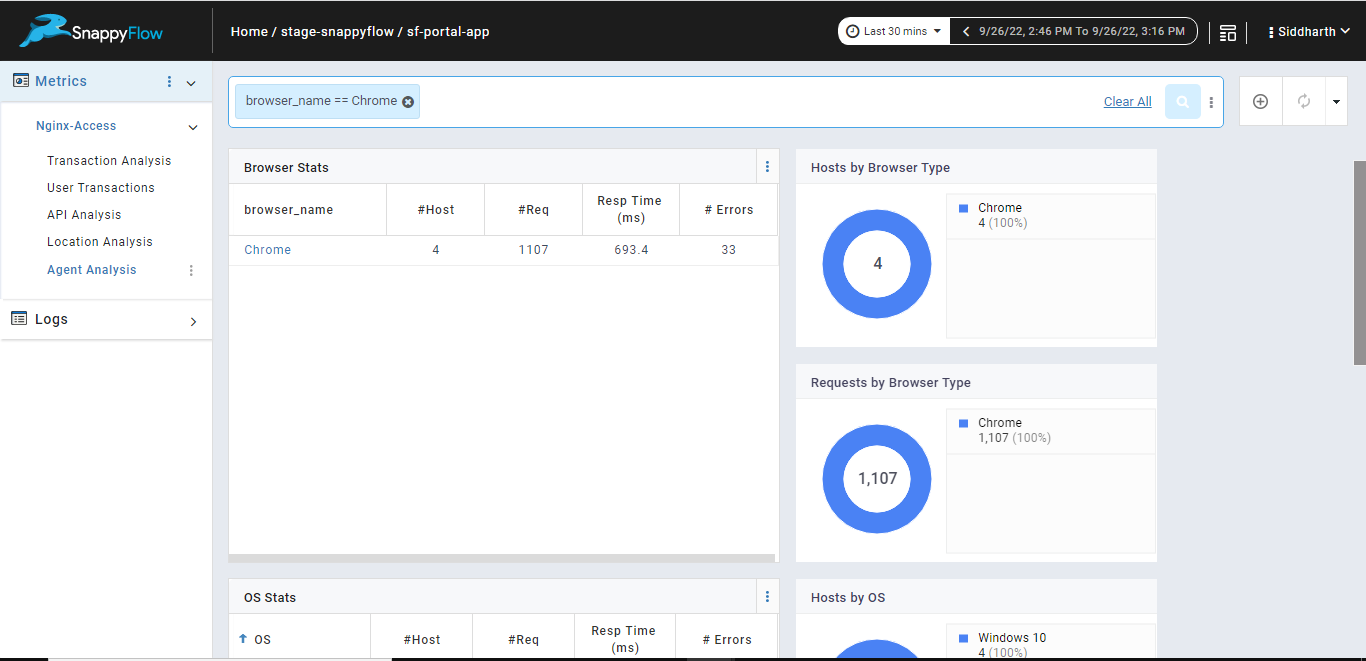 SnappyFlow
Home / stage-snappyflow / sf-portal-app
Last 30 mins
9/26/22, 2:46 PM To 9/26/22, 3:16 PM
Siddharth
Metrics
Nginx-Access
Transaction Analysis
User Transactions
API Analysis
Location Analysis
Agent Analysis
Logs
browser_name == Chrome
Clear All
Browser Stats
browser_name #Host #Req Resp Time (ms) # Errors
Chrome 4 1107 693.4 33
Hosts by Browser Type
4
Chrome
4 (100%)
Requests by Browser Type
1,107
Chrome
1,107 (100%)
OS Stats
OS #Host #Req Resp Time (ms) # Errors
Hosts by OS
Windows 10
4 (100%)